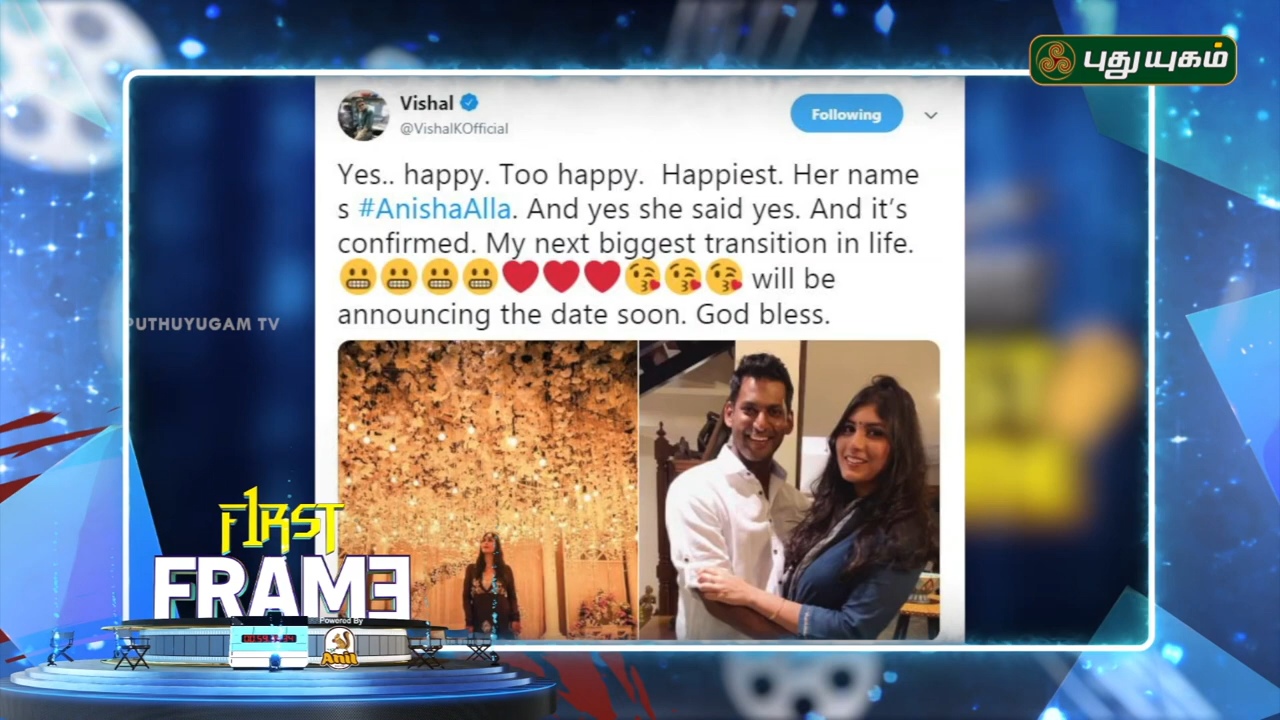 புதுயுகம்
Vishal
@VishalKOfficial
Following
Yes.. happy. Too happy. Happiest. Her name
s #AnishaAlla. And yes she said yes. And it's
confirmed. My next biggest transition in life.
😬😬😬😬❤❤❤😘😘😘 will be
announcing the date soon. God bless.
PUTHUYUGAM TV
F1RST
FRAME
Powered By
Anil